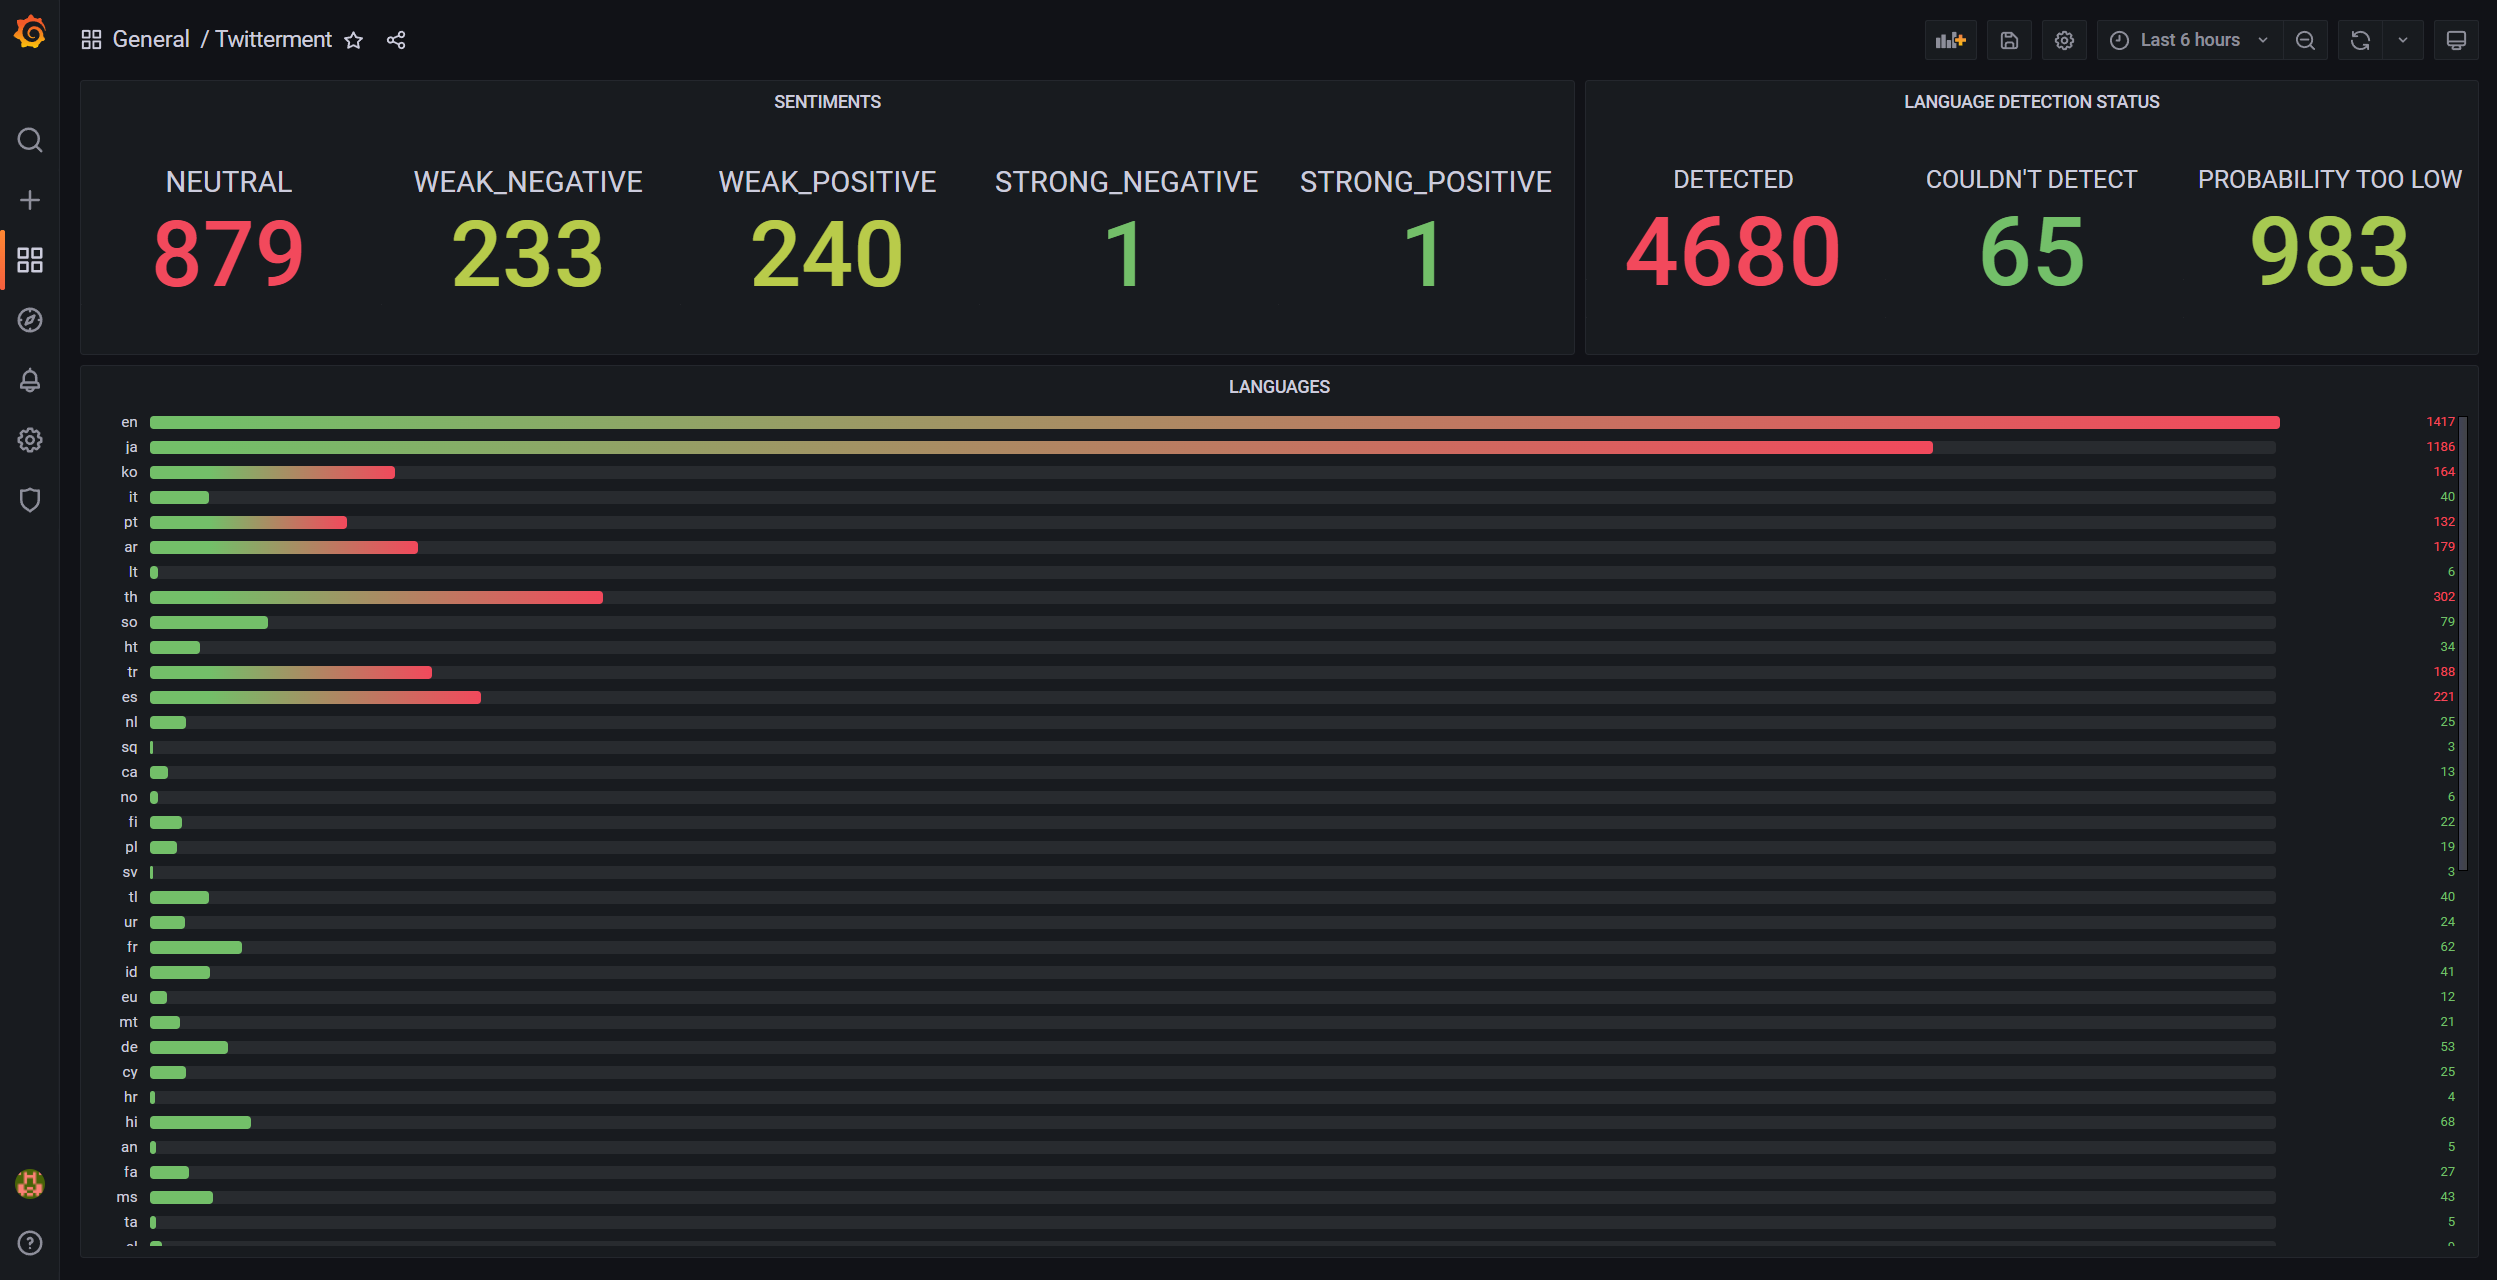 General / Twitterment
Last 6 hours
SENTIMENTS
NEUTRAL WEAK_NEGATIVE WEAK_POSITIVE STRONG_NEGATIVE STRONG_POSITIVE
879 233 240 1 1
LANGUAGE DETECTION STATUS
DETECTED COULDN'T DETECT PROBABILITY TOO LOW
4680 65 983
LANGUAGES
en 1417
ja 1186
ko 164
it 40
pt 132
ar 179
lt 6
th 302
so 79
ht 34
tr 188
es 221
nl 25
sq 3
ca 13
no 6
fi 22
pl 19
sv 3
tl 40
ur 24
fr 62
id 41
eu 12
mt 21
de 53
cy 25
hr 4
hi 68
an 5
fa 27
ms 43
ta 5